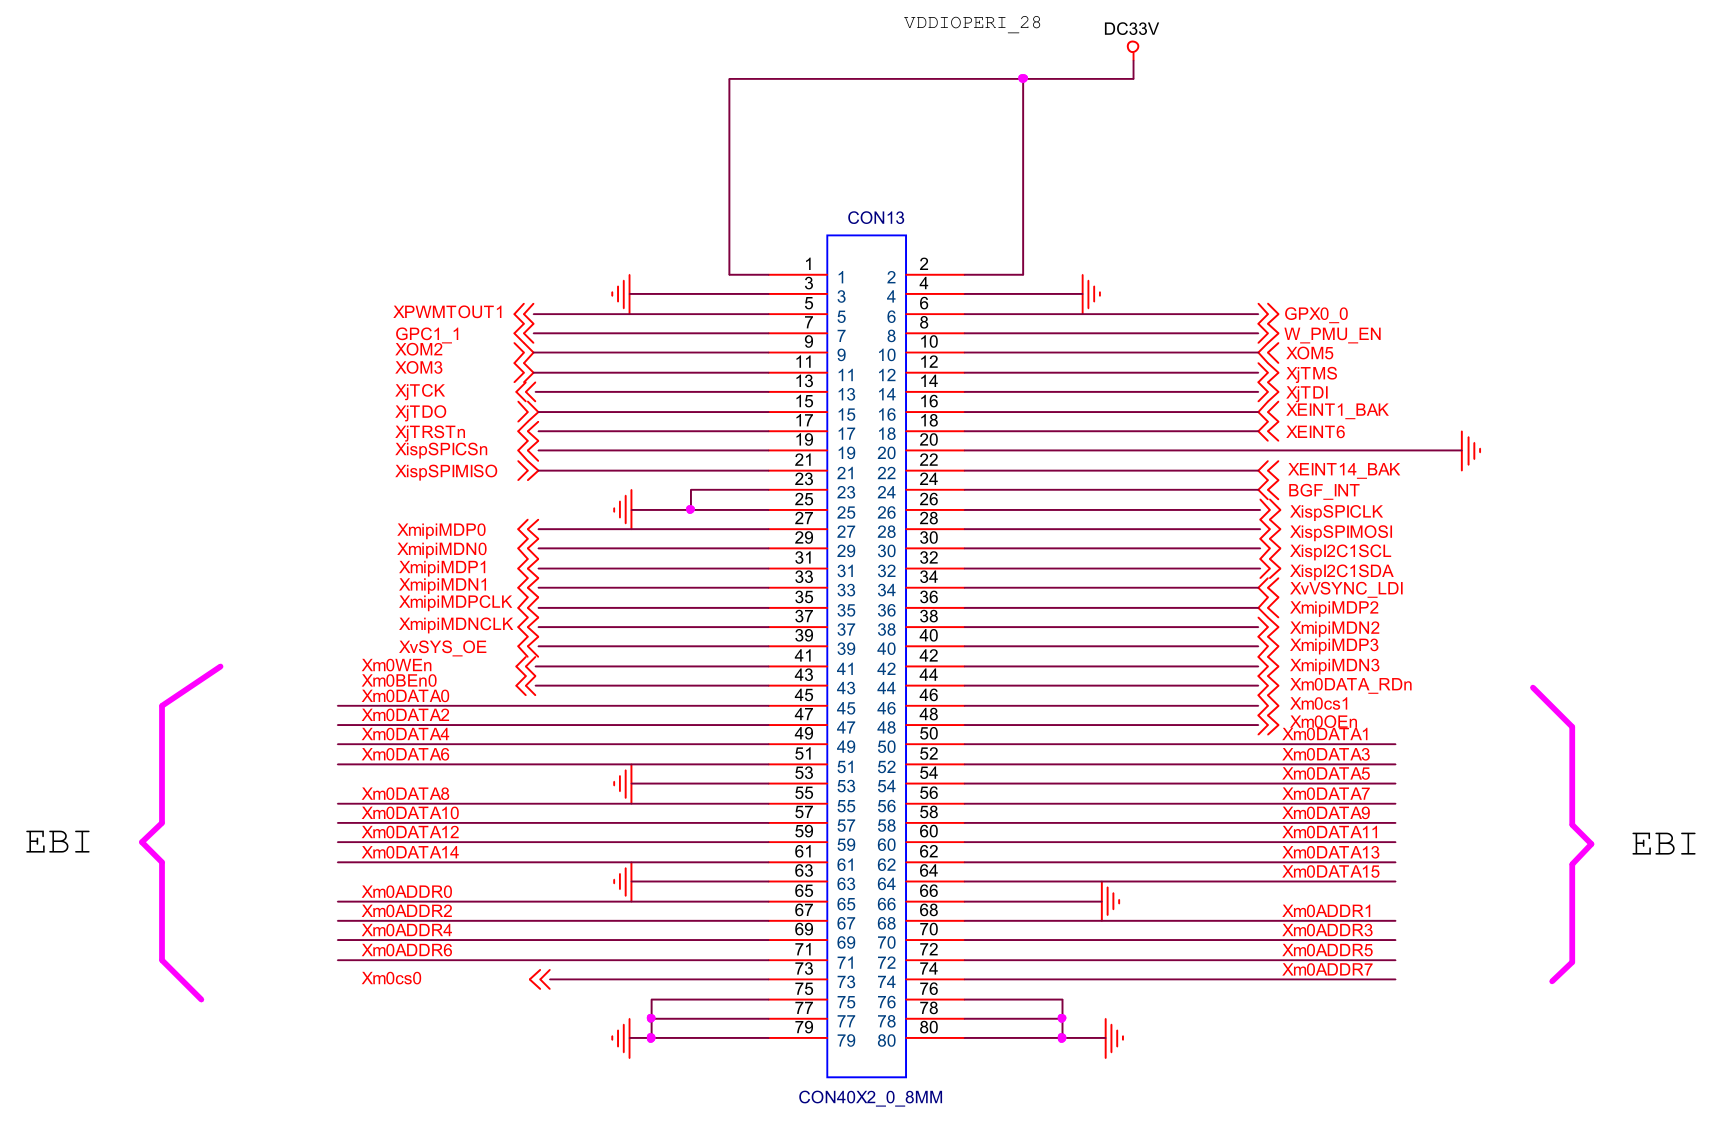 VDDIOPERI_28
DC33V
CON13
1 1 2 2
3 3 4 4
XPWMTOUT1 5 5 6 6 GPX0_0
GPC1_1 7 7 8 8 W_PMU_EN
XOM2 9 9 10 10 XOM5
XOM3 11 11 12 12 XjTMS
XjTCK 13 13 14 14 XjTDI
XjTDO 15 15 16 16 XEINT1_BAK
XjTRSTn 17 17 18 18 XEINT6
XispSPICSn 19 19 20 20
XispSPIMISO 21 21 22 22 XEINT14_BAK
23 23 24 24 BGF_INT
25 25 26 26 XispSPICLK
XmipiMDP0 27 27 28 28 XispSPIMOSI
XmipiMDN0 29 29 30 30 XispI2C1SCL
XmipiMDP1 31 31 32 32 XispI2C1SDA
XmipiMDN1 33 33 34 34 XvVSYNC_LDI
XmipiMDPCLK 35 35 36 36 XmipiMDP2
XmipiMDNCLK 37 37 38 38 XmipiMDN2
XvSYS_OE 39 39 40 40 XmipiMDP3
Xm0WEn 41 41 42 42 XmipiMDN3
Xm0BEn0 43 43 44 44 Xm0DATA_RDn
Xm0DATA0 45 45 46 46 Xm0cs1
Xm0DATA2 47 47 48 48 Xm0OEn
Xm0DATA4 49 49 50 50 Xm0DATA1
Xm0DATA6 51 51 52 52 Xm0DATA3
53 53 54 54 Xm0DATA5
Xm0DATA8 55 55 56 56 Xm0DATA7
Xm0DATA10 57 57 58 58 Xm0DATA9
Xm0DATA12 59 59 60 60 Xm0DATA11
EBI EBI
Xm0DATA14 61 61 62 62 Xm0DATA13
63 63 64 64 Xm0DATA15
Xm0ADDR0 65 65 66 66
Xm0ADDR2 67 67 68 68 Xm0ADDR1
Xm0ADDR4 69 69 70 70 Xm0ADDR3
Xm0ADDR6 71 71 72 72 Xm0ADDR5
Xm0cs0 73 73 74 74 Xm0ADDR7
75 75 76 76
77 77 78 78
79 79 80 80
CON40X2_0_8MM